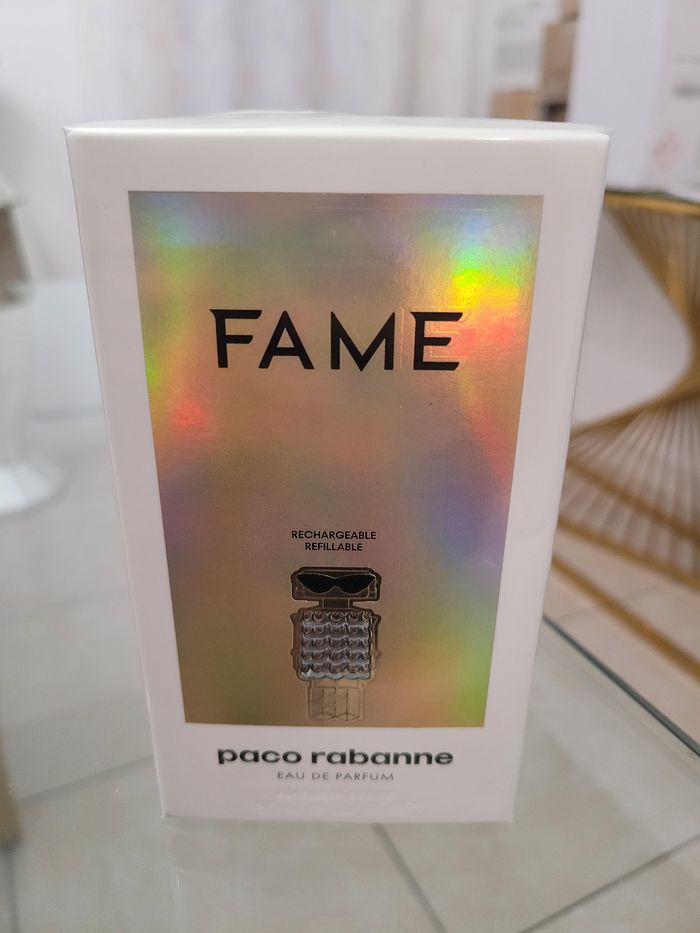 FAME
RECHARGEABLE
REFILLABLE
paco rabanne
EAU DE PARFUM